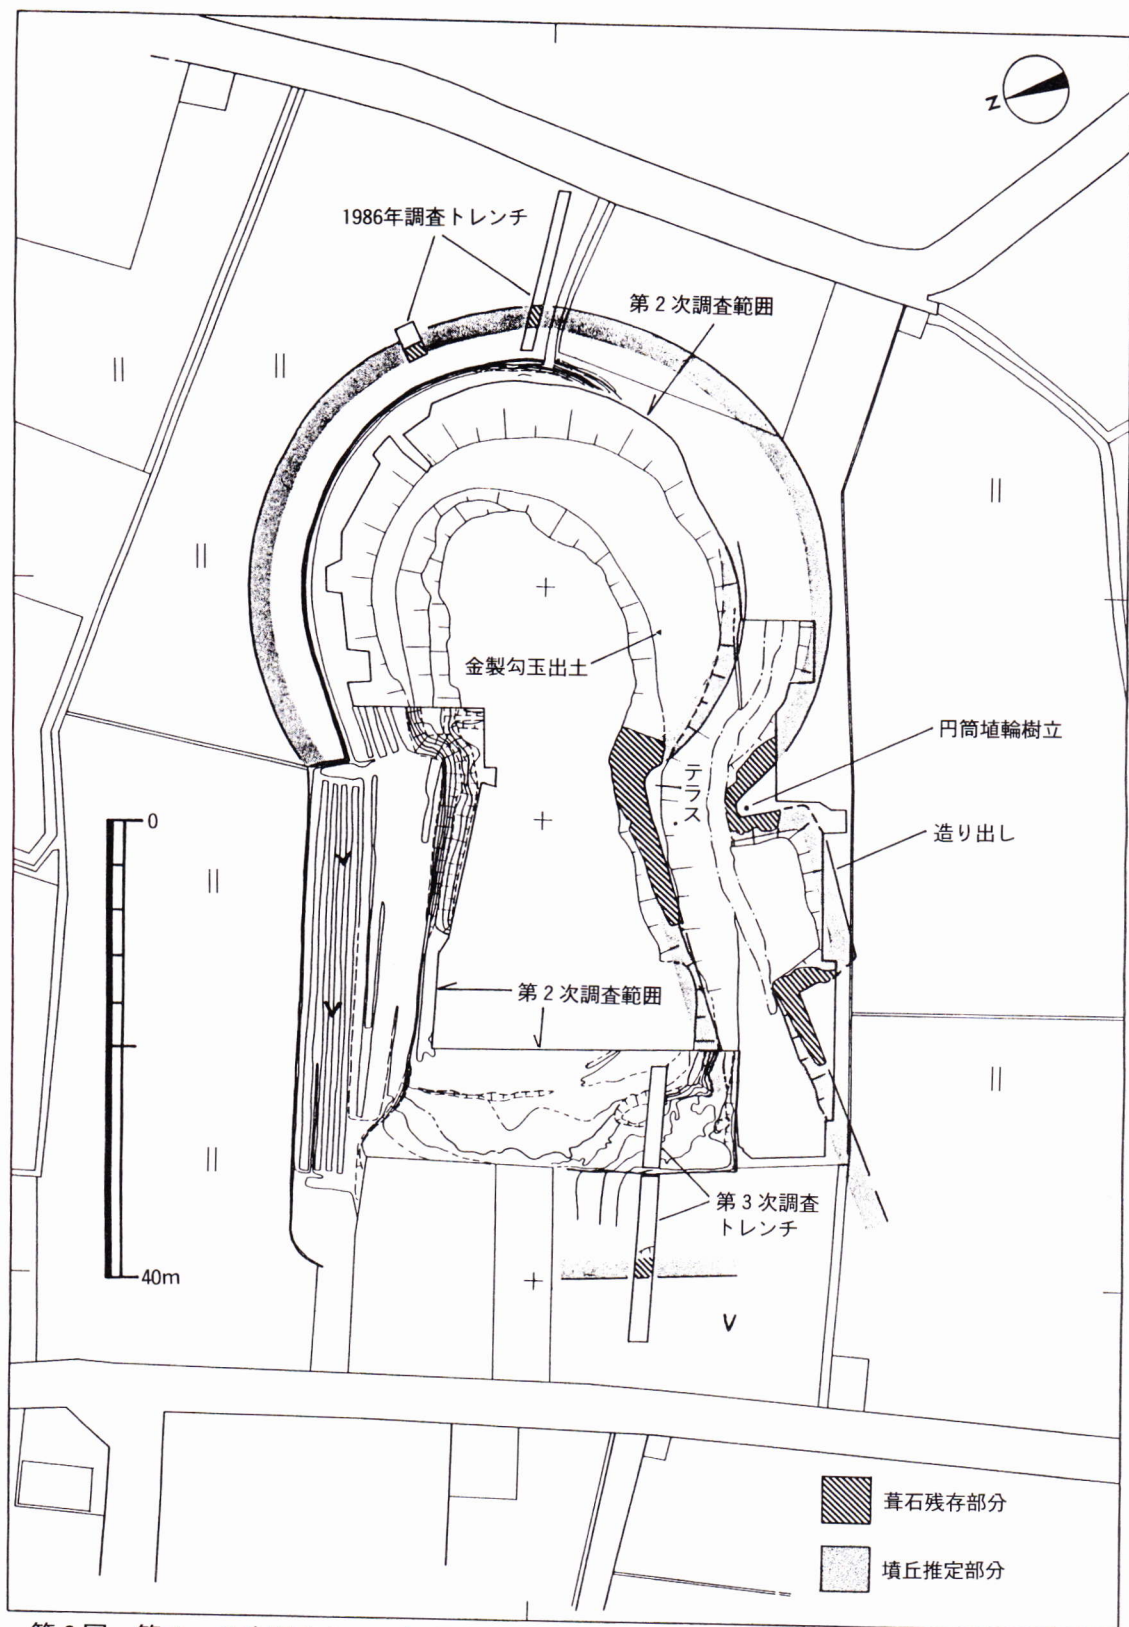 N
1986年調査トレンチ
第2次調査範囲
金製勾玉出土
円筒埴輪樹立
テラス
造り出し
0
第2次調査範囲
第3次調査
トレンチ
40m
葺石残存部分
墳丘推定部分